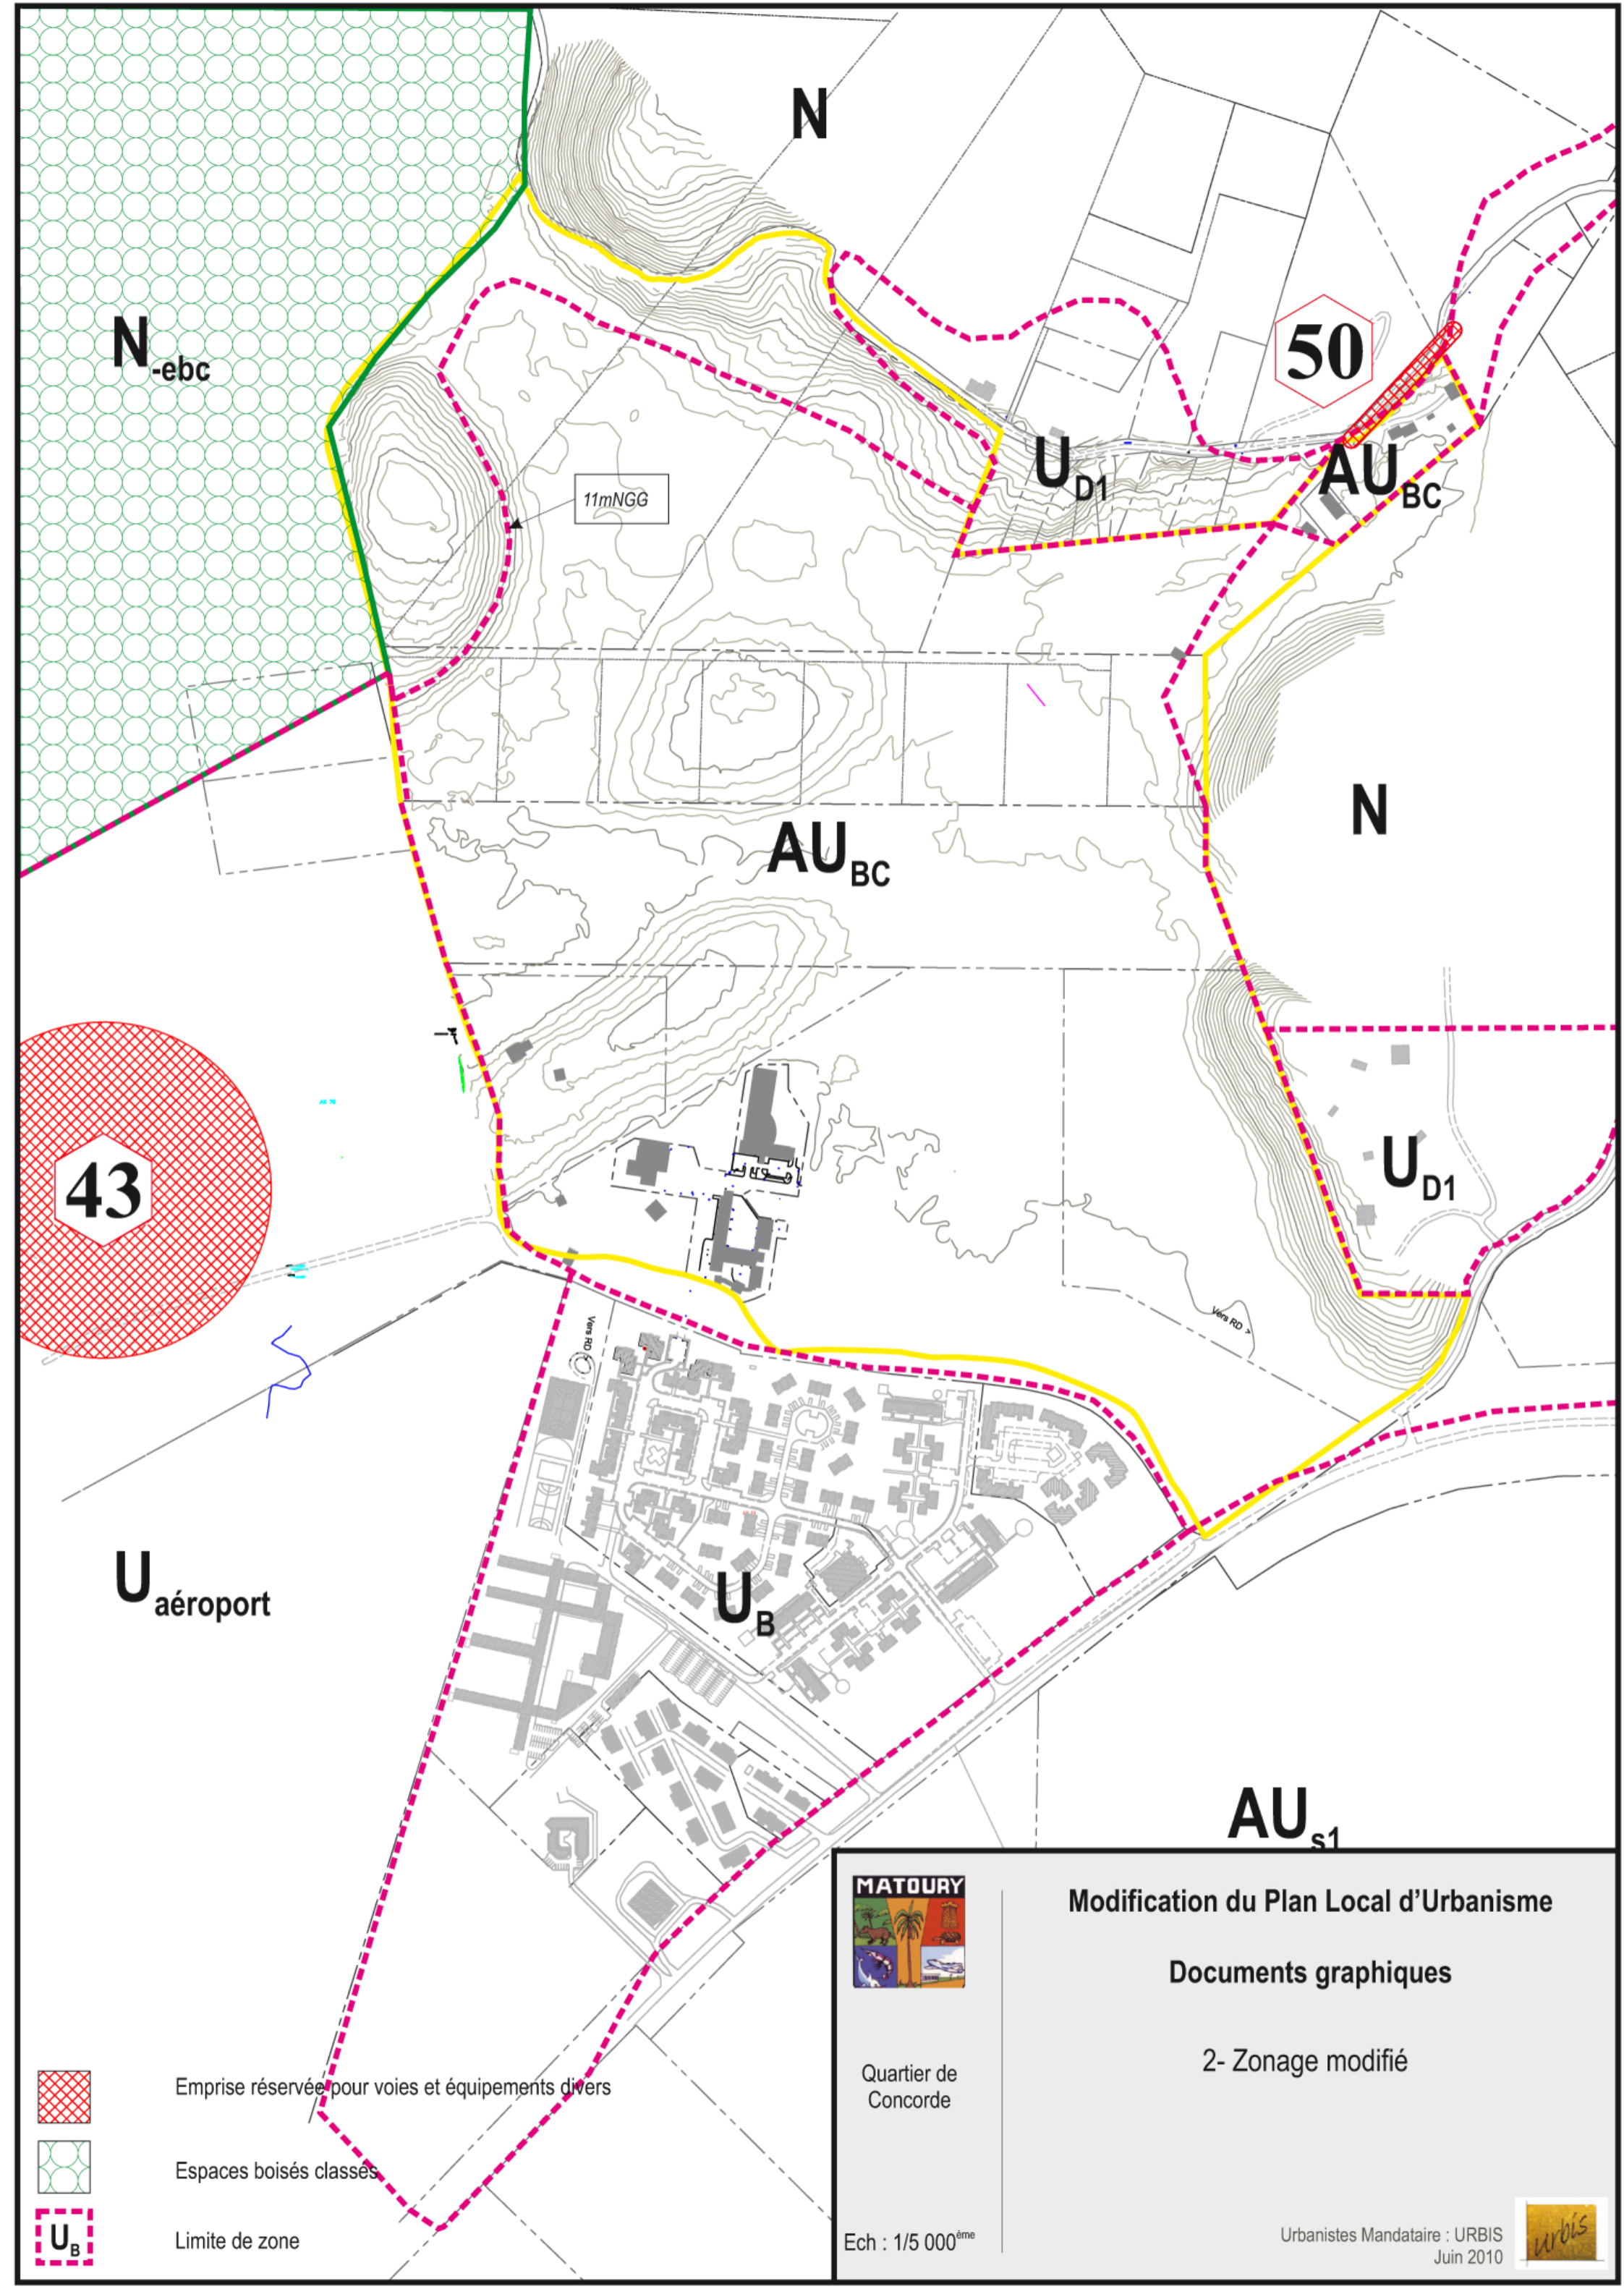 N
N-ebc
50
UD1
AUBC
11mNGG
AUBC
N
43
UD1
Vers RD >
Vers RD >
Uaéroport
UB
AUs1
MATOURY
Modification du Plan Local d’Urbanisme
Documents graphiques
2- Zonage modifié
Quartier de
Concorde
Ech : 1/5 000ème
Urbanistes Mandataire : URBIS
Juin 2010
urbis
Emprise réservée pour voies et équipements divers
Espaces boisés classés
UB
Limite de zone